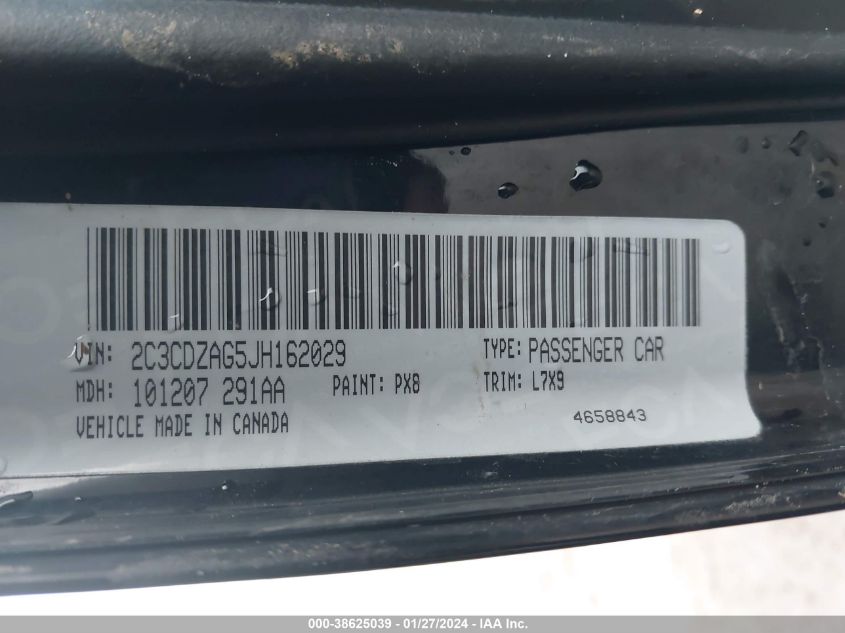 VIN: 2C3CDZAG5JH162029 TYPE: PASSENGER CAR
MDH: 101207 291AA PAINT: PX8 TRIM: L7X9
VEHICLE MADE IN CANADA 4658843
000-38625039 - 01/27/2024 - IAA Inc.